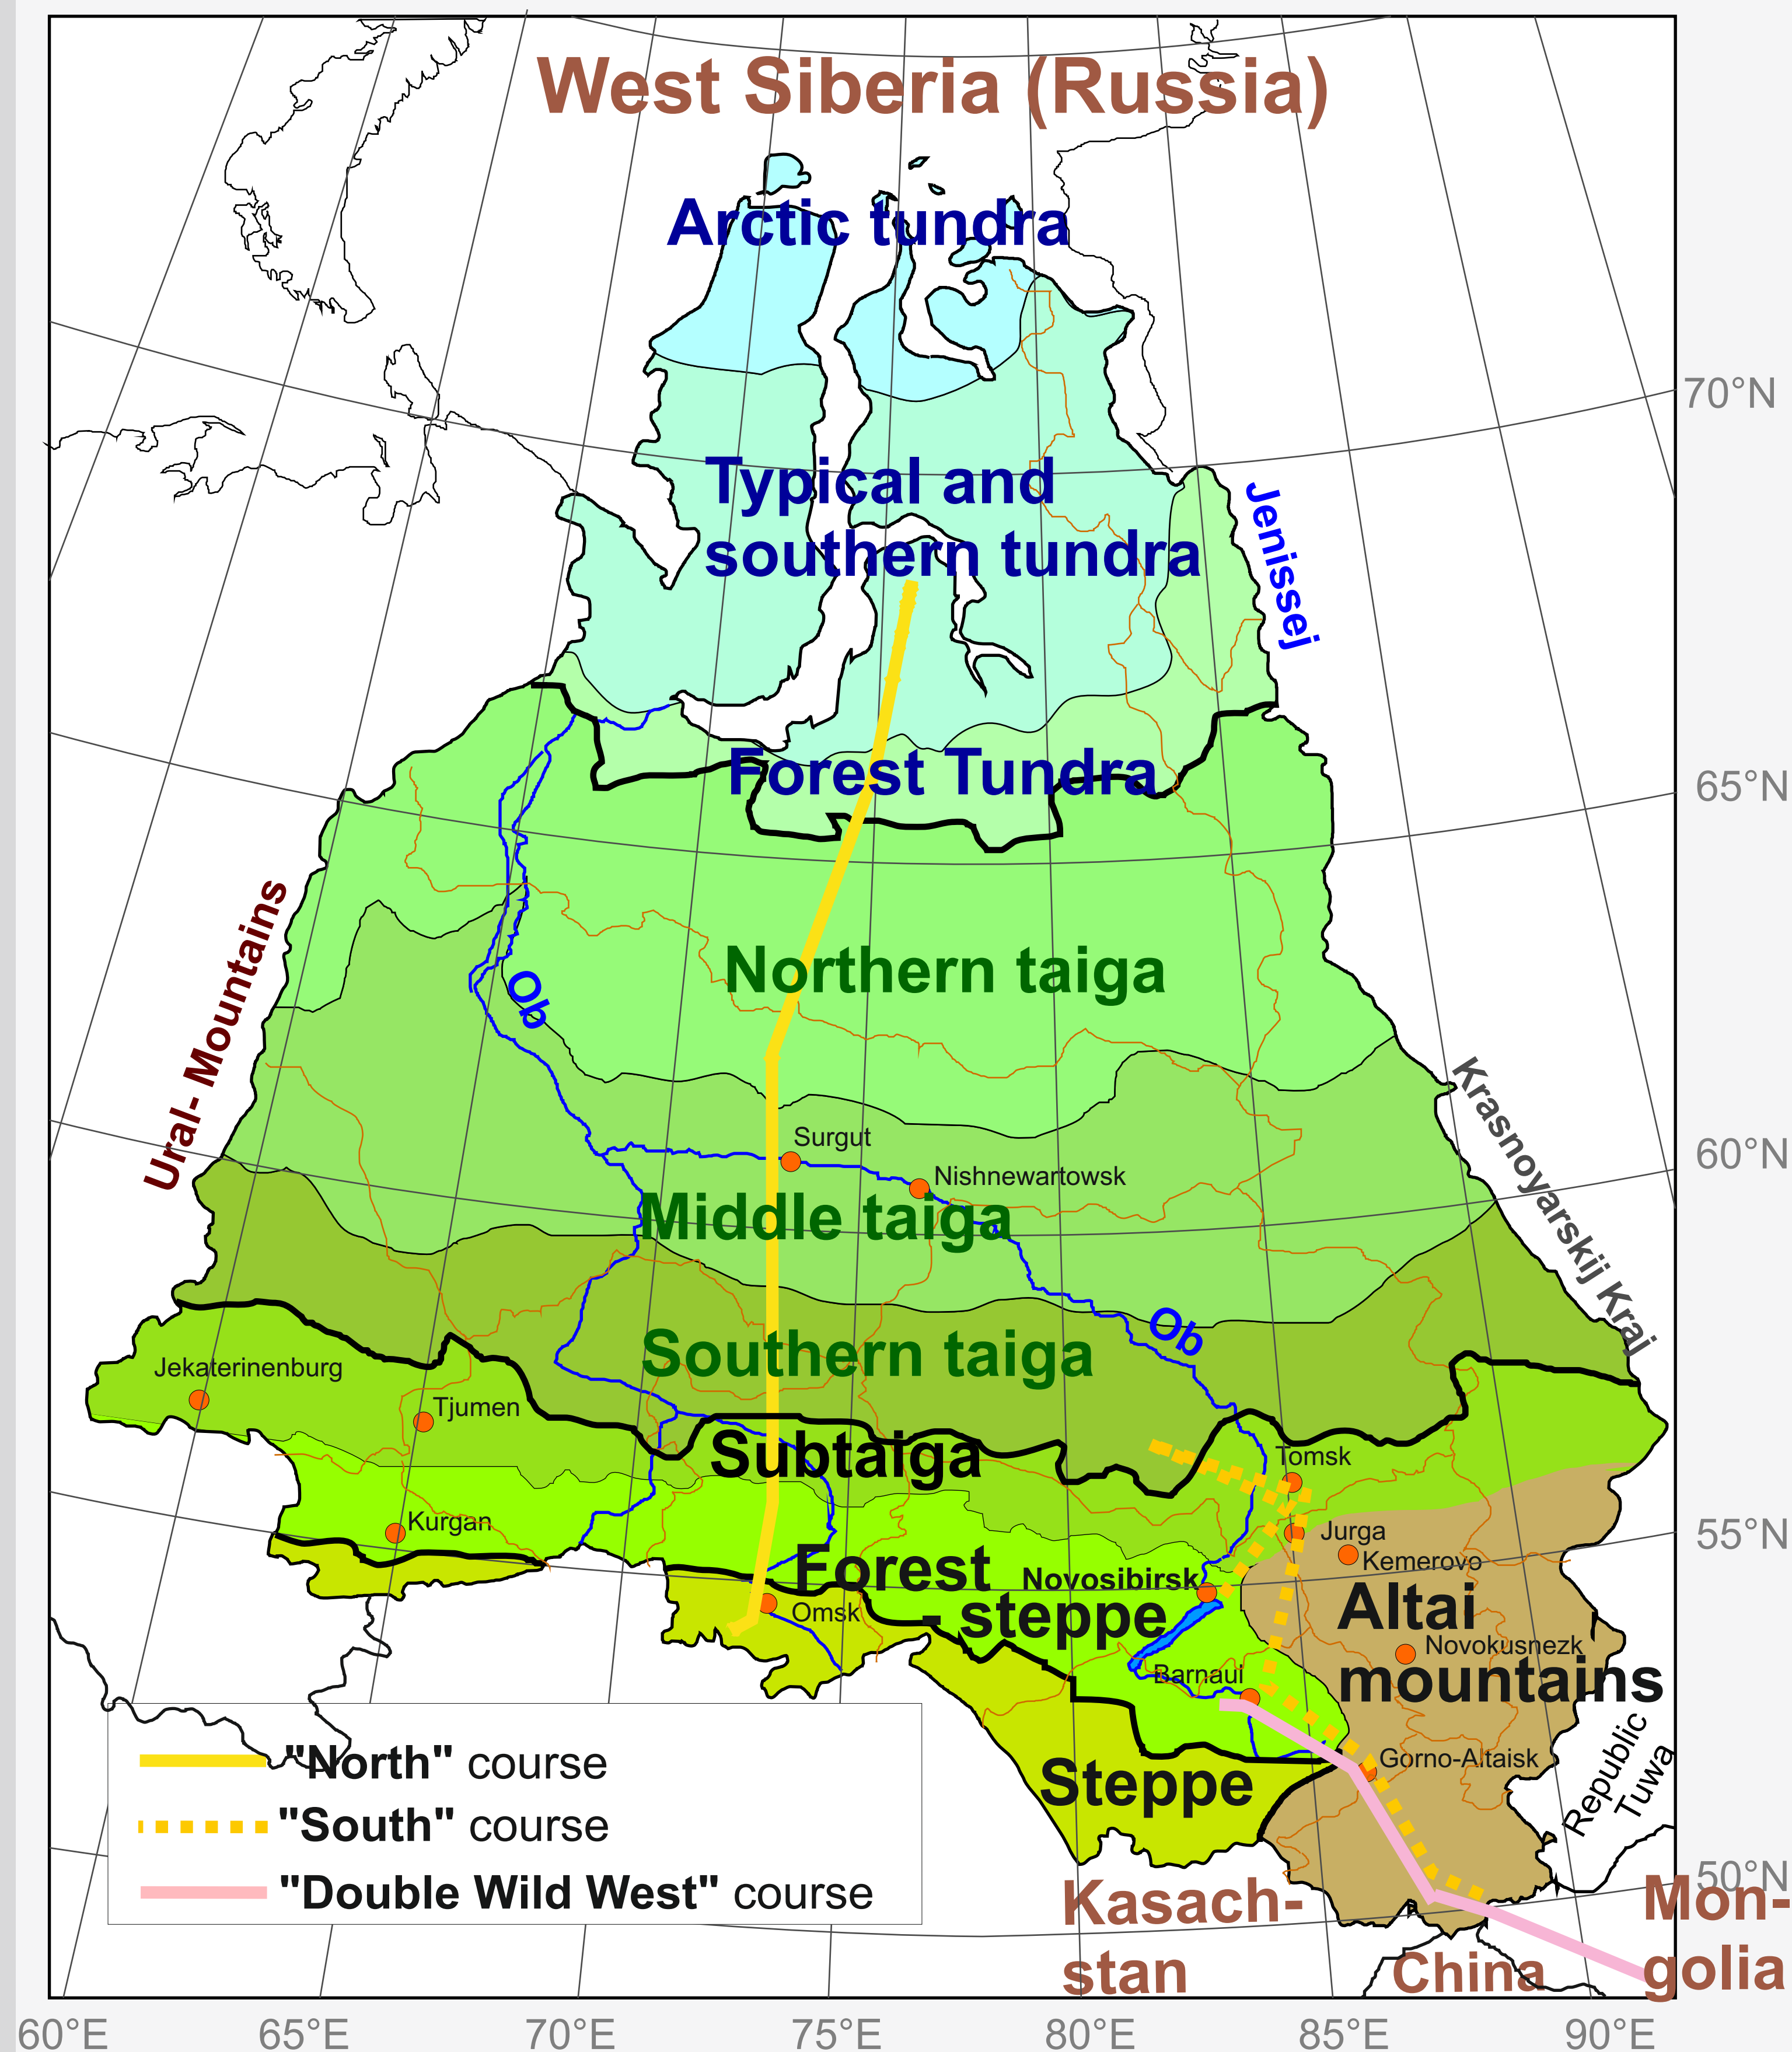 West Siberia (Russia)
Arctic tundra
70°N
Typical and
southern tundra
Jenissej
Forest Tundra
65°N
Ural- Mountains
Northern taiga
Ob
Krasnoyarskij Kraj
Surgut
60°N
Nishnewartowsk
Middle taiga
Ob
Southern taiga
Jekaterinenburg
Tjumen
Subtaiga
Tomsk
Kurgan
Jurga
55°N
Kemerovo
Forest
- steppe
Novosibirsk
Omsk
Altai
mountains
Novokusnezk
Barnaul
Republic
Tuwa
Gorno-Altaisk
Steppe
"North" course
"South" course
"Double Wild West" course
50°N
Kasach-
stan
China
Mon-
golia
60°E
65°E
70°E
75°E
80°E
85°E
90°E